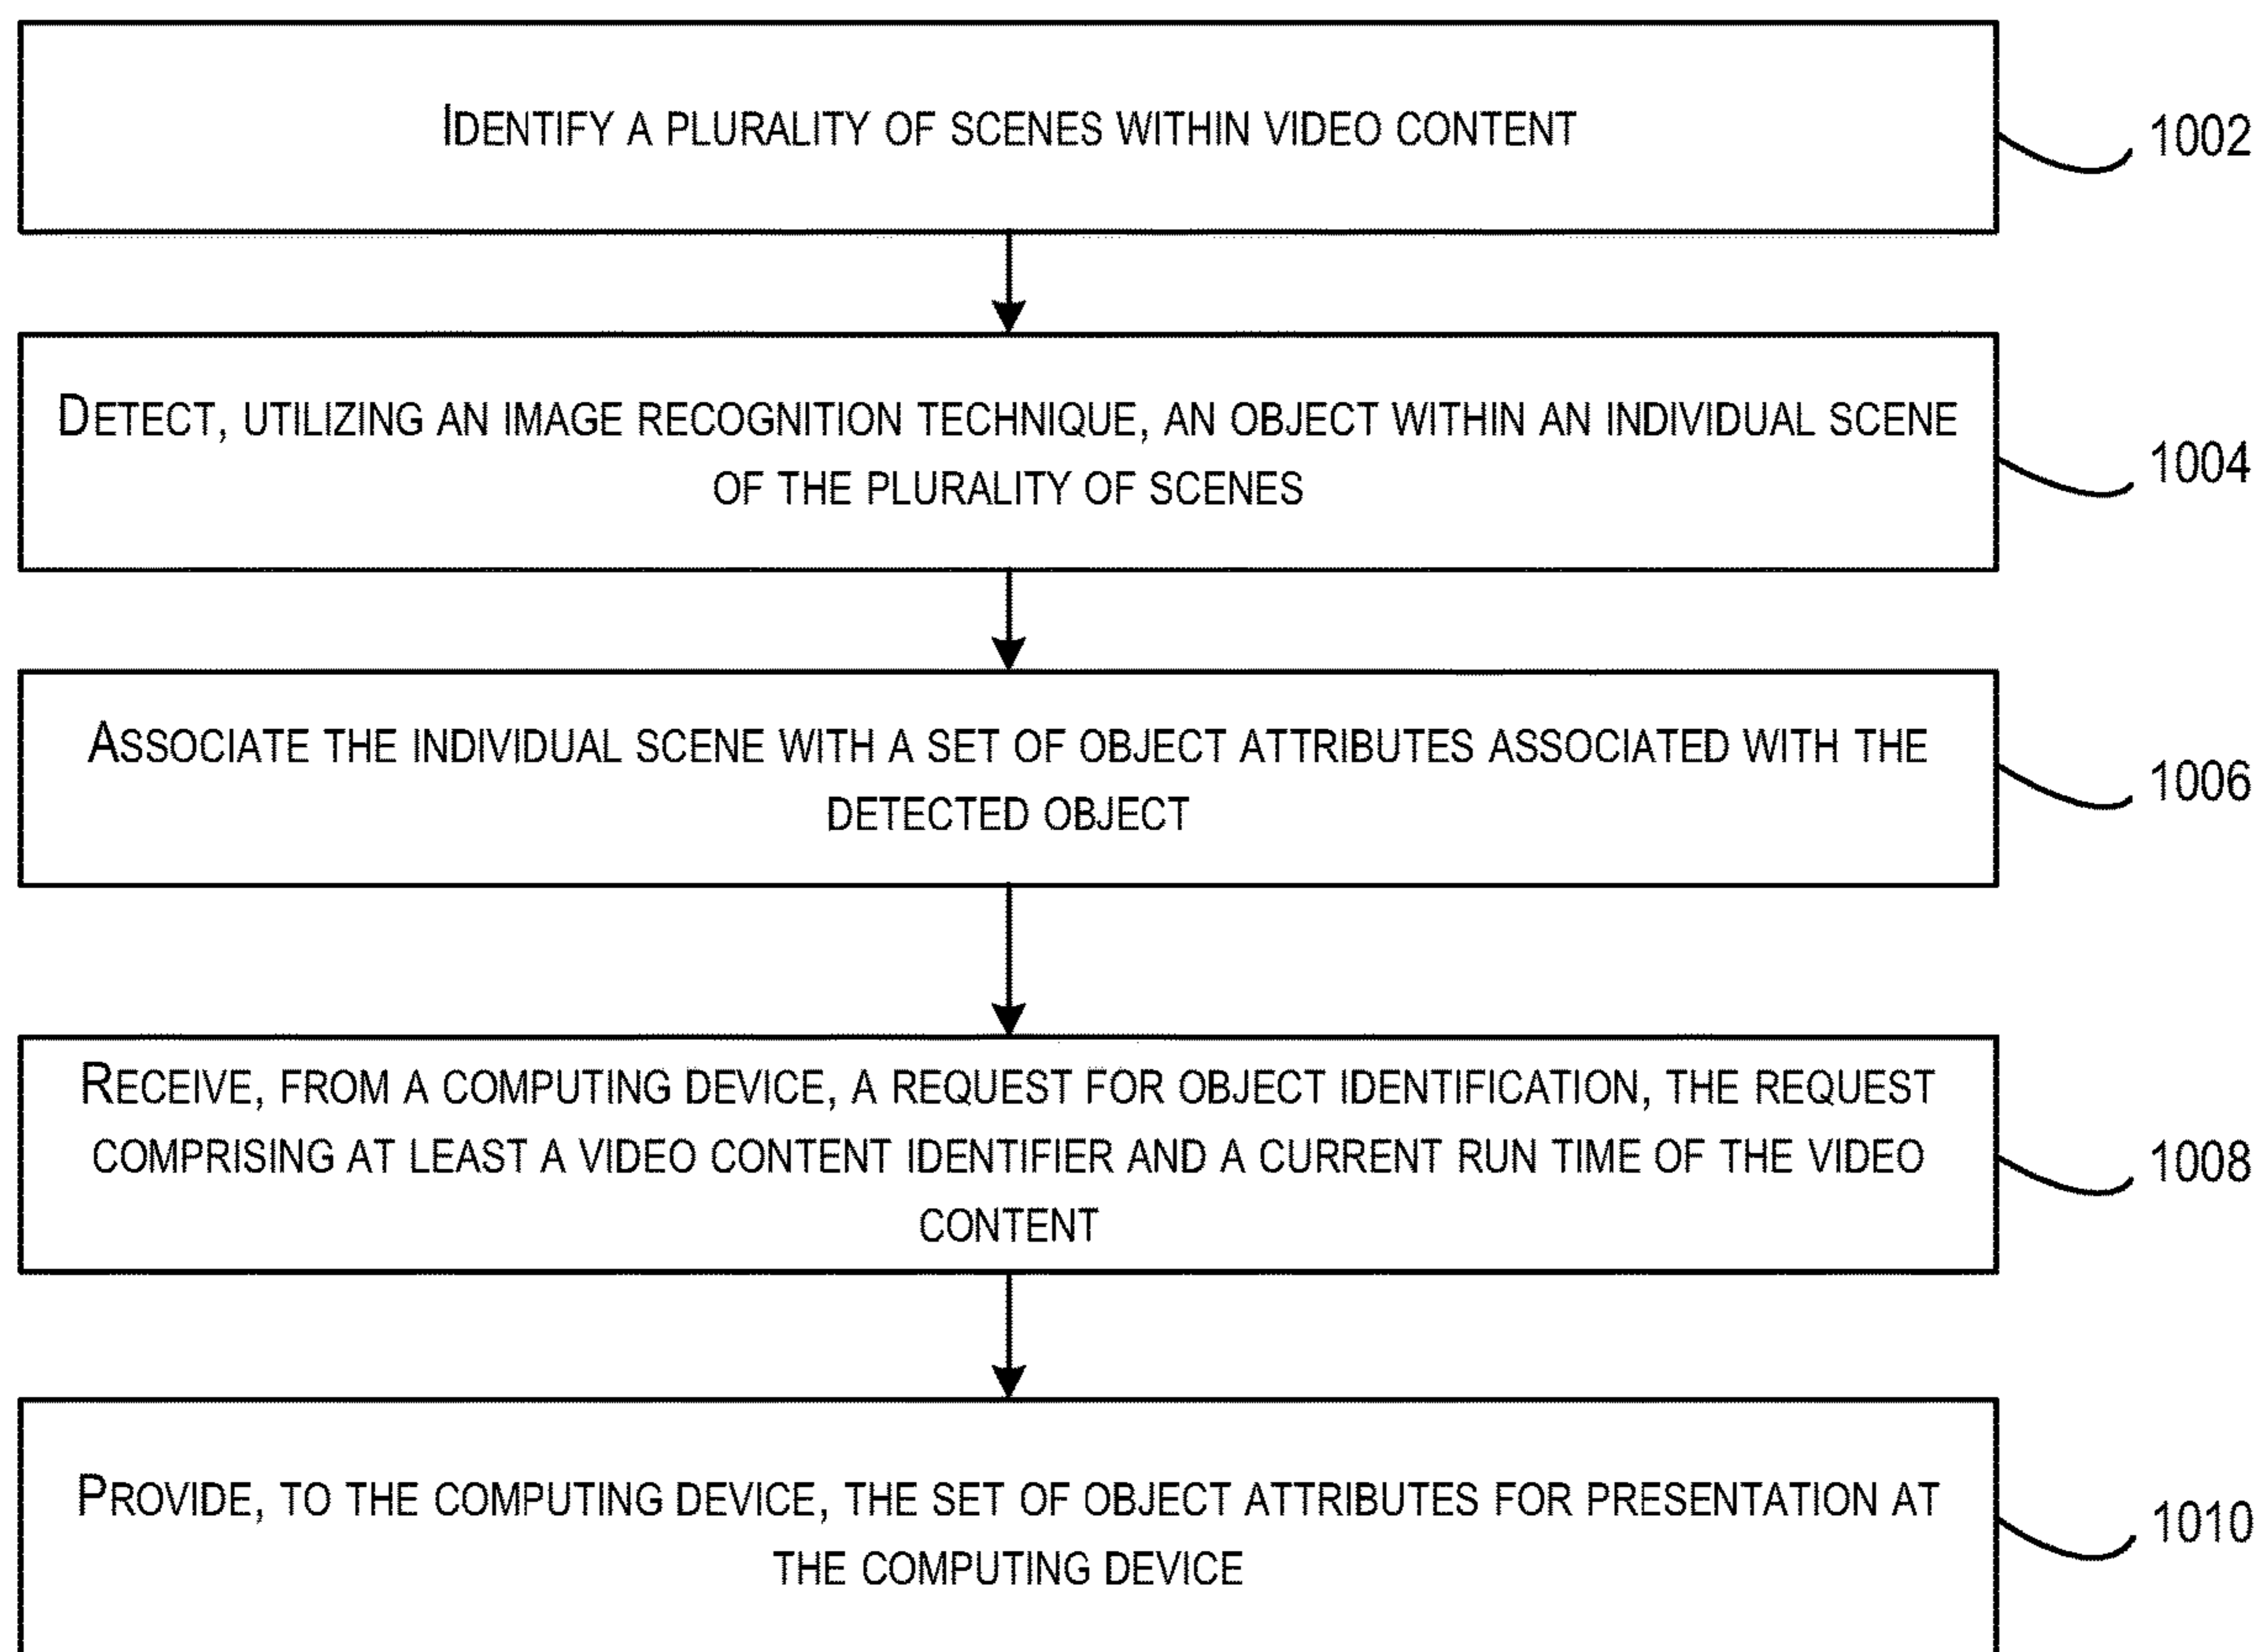 IDENTIFY A PLURALITY OF SCENES WITHIN VIDEO CONTENT
1002
DETECT, UTILIZING AN IMAGE RECOGNITION TECHNIQUE, AN OBJECT WITHIN AN INDIVIDUAL SCENE
OF THE PLURALITY OF SCENES
1004
ASSOCIATE THE INDIVIDUAL SCENE WITH A SET OF OBJECT ATTRIBUTES ASSOCIATED WITH THE
DETECTED OBJECT
1006
RECEIVE, FROM A COMPUTING DEVICE, A REQUEST FOR OBJECT IDENTIFICATION, THE REQUEST
COMPRISING AT LEAST A VIDEO CONTENT IDENTIFIER AND A CURRENT RUN TIME OF THE VIDEO
CONTENT
1008
PROVIDE, TO THE COMPUTING DEVICE, THE SET OF OBJECT ATTRIBUTES FOR PRESENTATION AT
THE COMPUTING DEVICE
1010